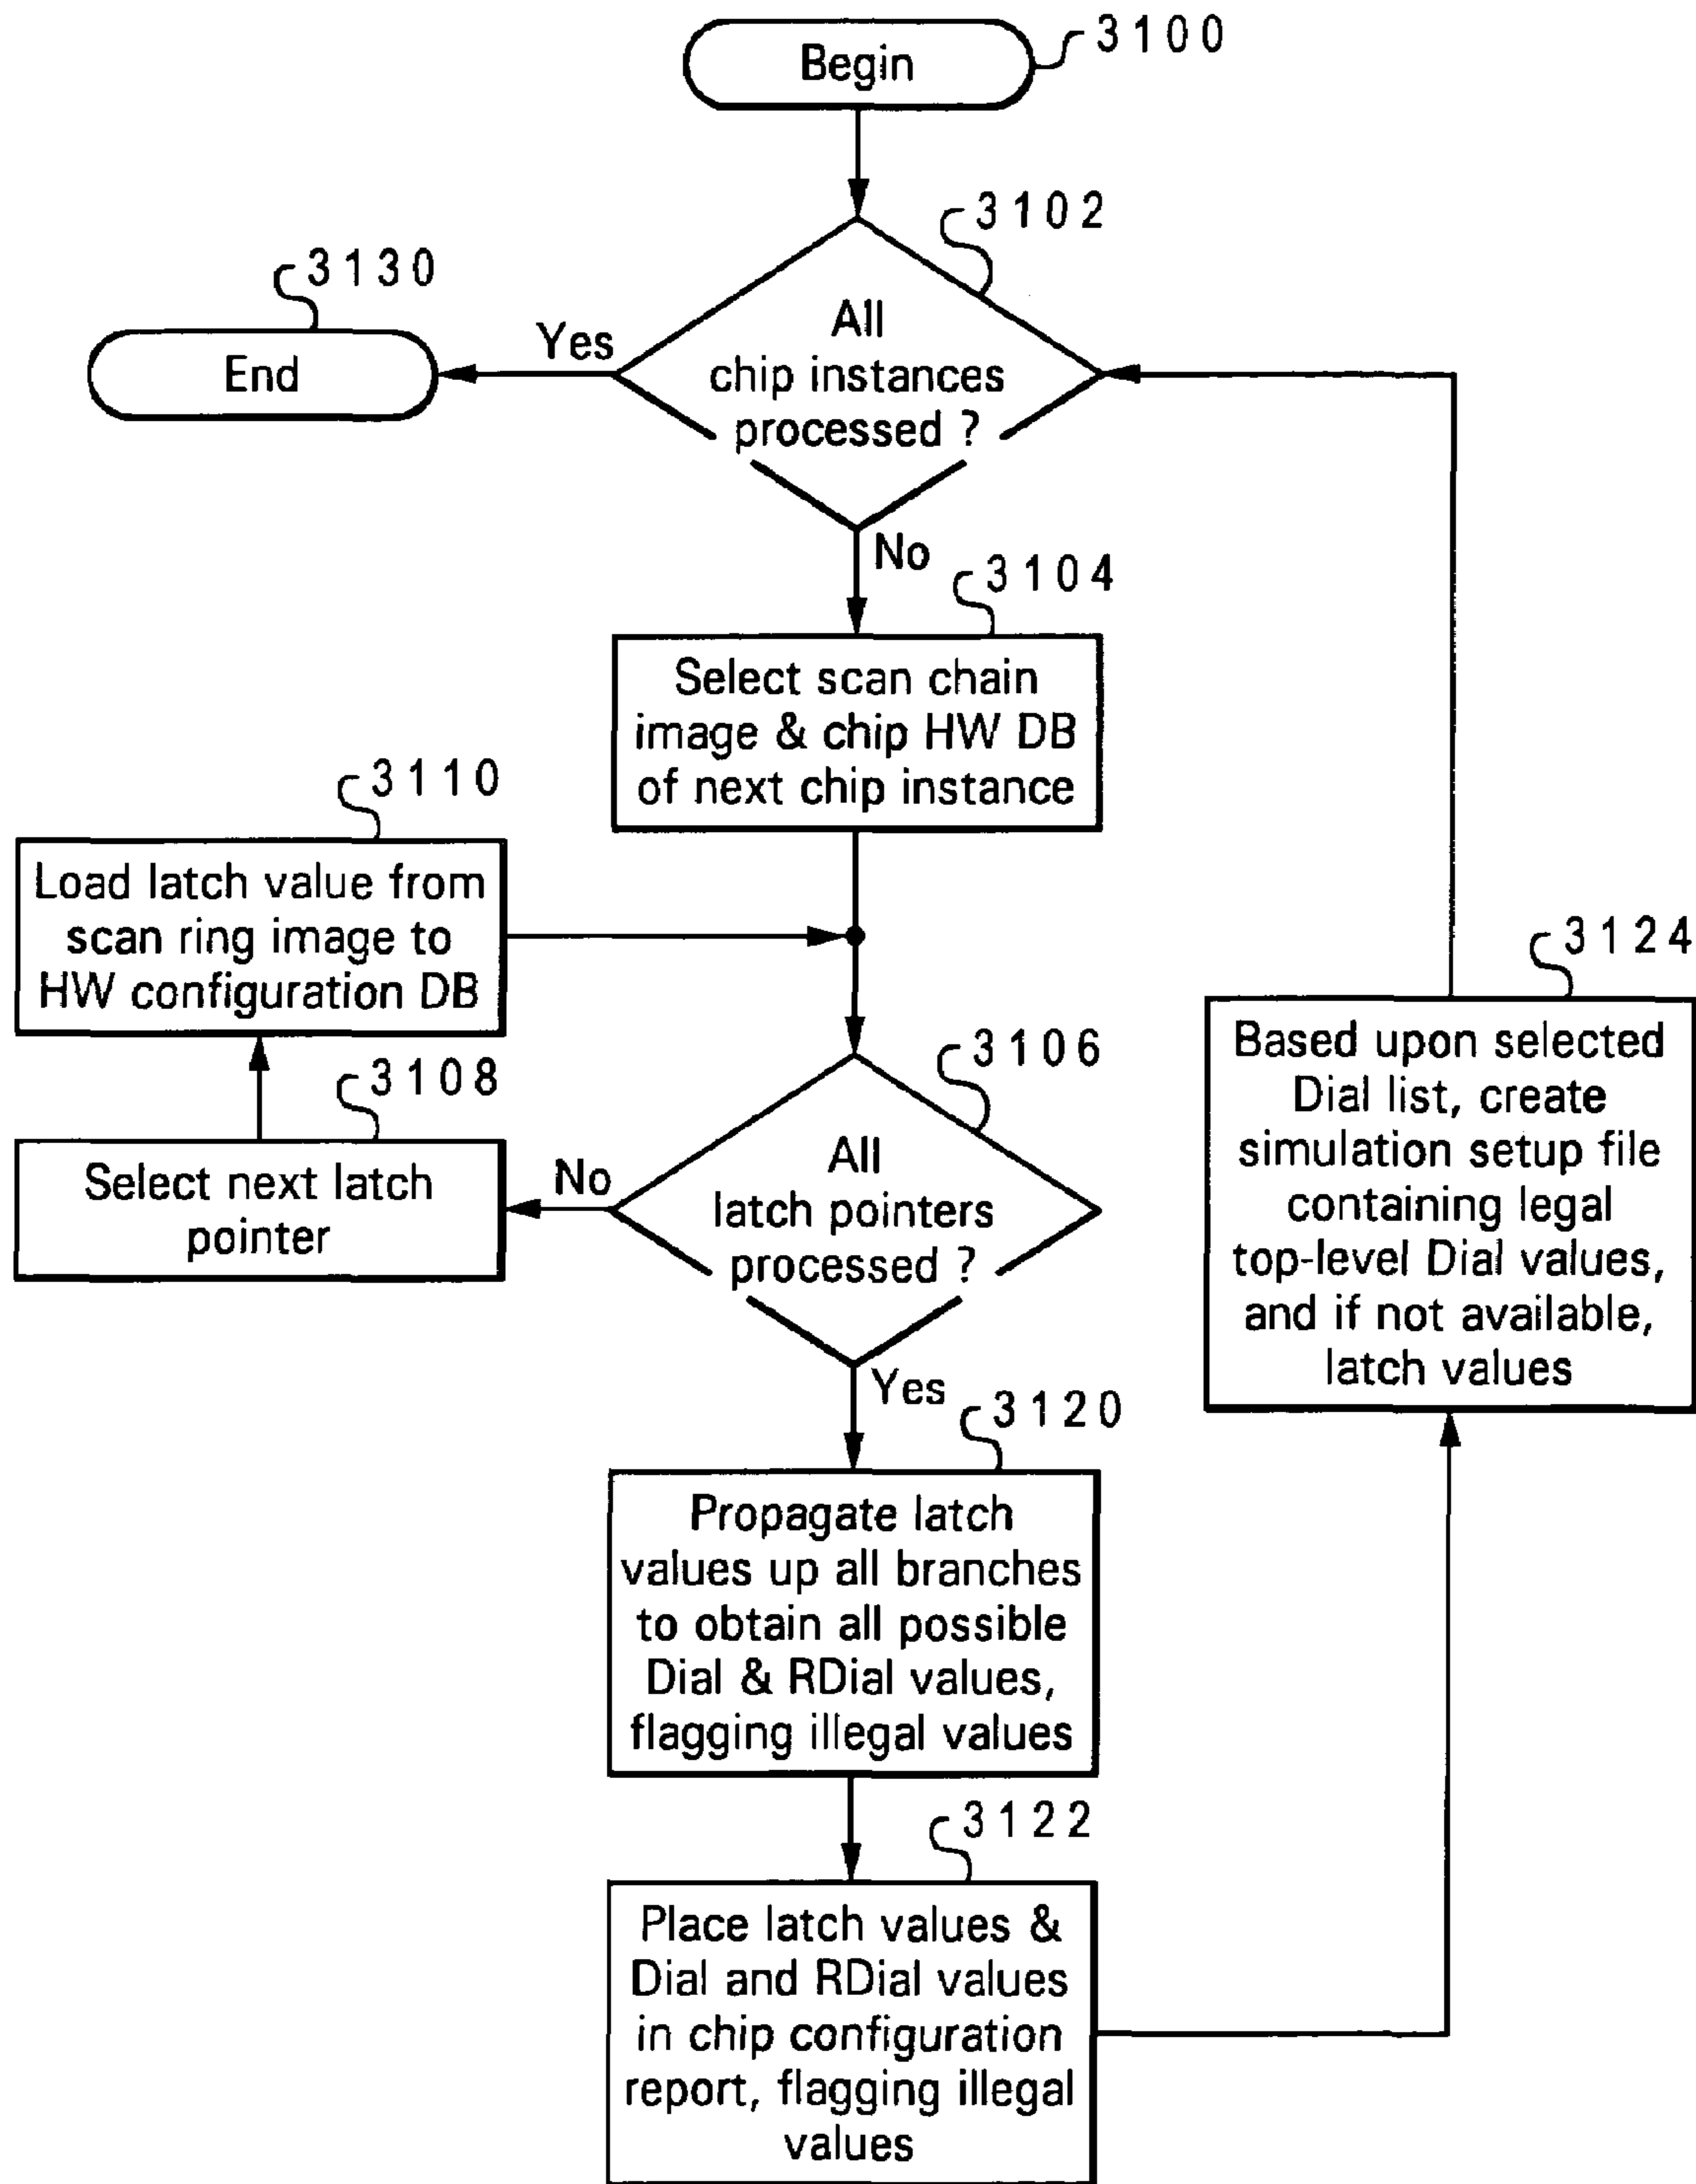 Begin
3100
3102
All
chip instances
processed ?
Yes
3130
End
No
3104
Select scan chain
image & chip HW DB
of next chip instance
3110
Load latch value from
scan ring image to
HW configuration DB
3108
Select next latch
pointer
3106
All
latch pointers
processed ?
No
Yes
3120
Propagate latch
values up all branches
to obtain all possible
Dial & RDial values,
flagging illegal values
3122
Place latch values &
Dial and RDial values
in chip configuration
report, flagging illegal
values
3124
Based upon selected
Dial list, create
simulation setup file
containing legal
top-level Dial values,
and if not available,
latch values